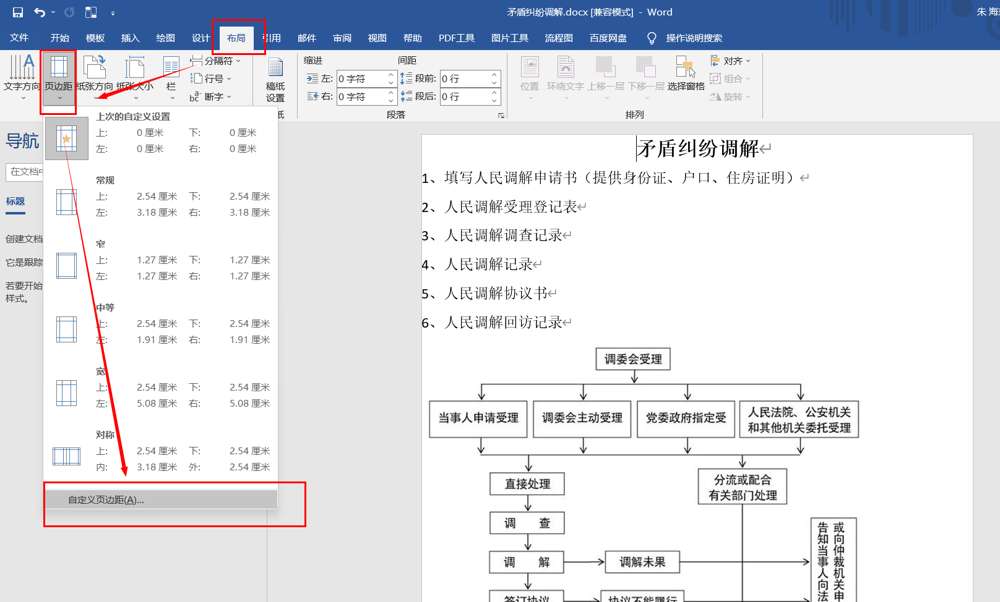 矛盾纠纷调解.docx [兼容模式] - Word
朱 海
文件 开始 模板 插入 绘图 设计 布局 引用 邮件 审阅 视图 帮助 PDF工具 图片工具 流程图 百度网盘 操作说明搜索
文字方向 页边距 纸张方向 纸张大小 栏
分隔符
行号
断字
稿纸
设置
纸
缩进 间距
左: 0 字符 段前: 0 行
右: 0 字符 段后: 0 行
段落
位置 环绕文字 上移一层 下移一层 选择窗格
对齐
组合
旋转
排列
导航
在文档中
标题
创建文档
它是跟踪
若要开始
样式。
上次的自定义设置
上: 0 厘米 下: 0 厘米
左: 0 厘米 右: 0 厘米
常规
上: 2.54 厘米 下: 2.54 厘米
左: 3.18 厘米 右: 3.18 厘米
窄
上: 1.27 厘米 下: 1.27 厘米
左: 1.27 厘米 右: 1.27 厘米
中等
上: 2.54 厘米 下: 2.54 厘米
左: 1.91 厘米 右: 1.91 厘米
宽
上: 2.54 厘米 下: 2.54 厘米
左: 5.08 厘米 右: 5.08 厘米
对称
上: 2.54 厘米 下: 2.54 厘米
内: 3.18 厘米 外: 2.54 厘米
自定义页边距(A)...
矛盾纠纷调解
1、填写人民调解申请书（提供身份证、户口、住房证明）
2、人民调解受理登记表
3、人民调解调查记录
4、人民调解记录
5、人民调解协议书
6、人民调解回访记录
调委会受理
当事人申请受理
调委会主动受理
党委政府指定受
人民法院、公安机关
和其他机关委托受理
直接处理
分流或配合
有关部门处理
调 查
调 解
调解未果
签订协议
协议不能履行
告知当事人向法
或向仲裁机关申